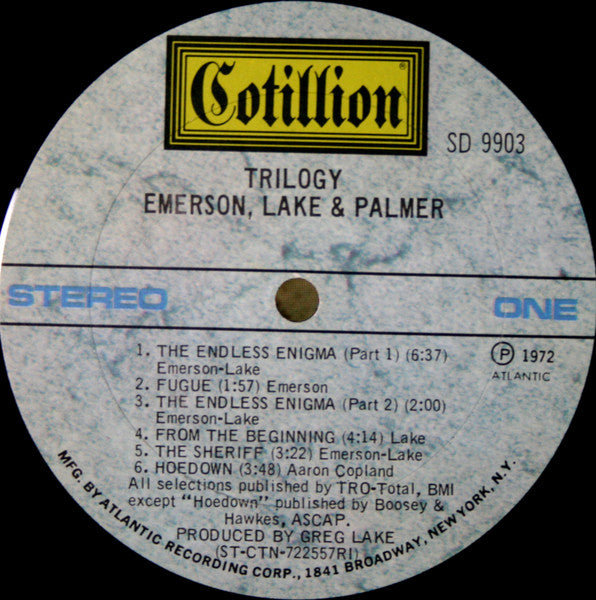 Cotillion®
SD 9903
TRILOGY
EMERSON, LAKE & PALMER
STEREO
ONE
1. THE ENDLESS ENIGMA (Part 1) (6:37)
Emerson-Lake
2. FUGUE (1:57) Emerson
3. THE ENDLESS ENIGMA (Part 2) (2:00)
Emerson-Lake
4. FROM THE BEGINNING (4:14) Lake
5. THE SHERIFF (3:22) Emerson-Lake
6. HOEDOWN (3:48) Aaron Copland
All selections published by TRO-Total, BMI
except "Hoedown" published by Boosey &
Hawkes, ASCAP.
PRODUCED BY GREG LAKE
(ST-CTN-722557RI)
℗ 1972
ATLANTIC
MFG. BY ATLANTIC RECORDING CORP., 1841 BROADWAY, NEW YORK, N.Y.